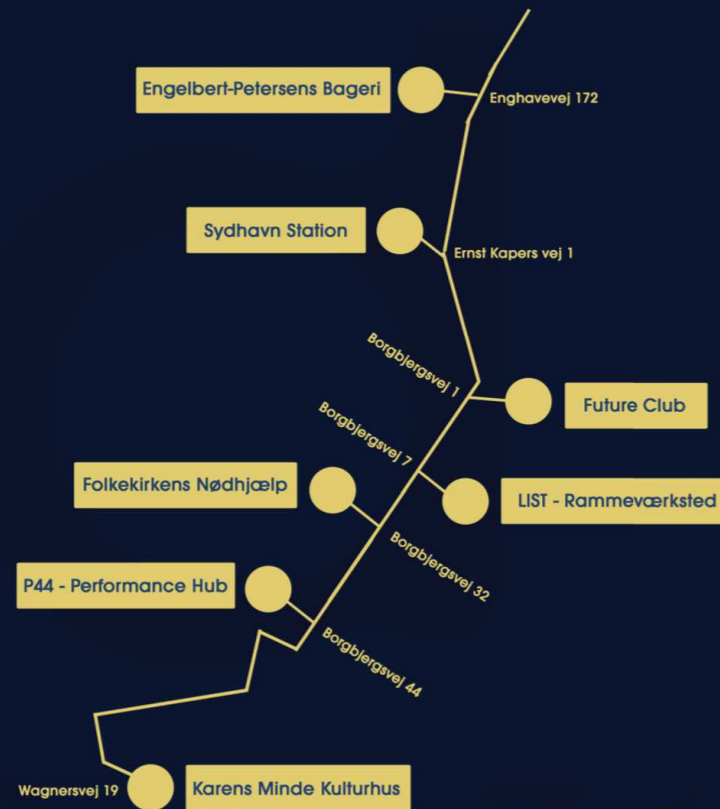 Engelbert-Petersens Bageri
Enghavevej 172
Sydhavn Station
Ernst Kapers vej 1
Borgbjergsvej 1
Future Club
Borgbjergsvej 7
Folkekirkens Nødhjælp
LIST - Rammeværksted
Borgbjergsvej 32
P44 - Performance Hub
Borgbjergsvej 44
Wagnersvej 19
Karens Minde Kulturhus